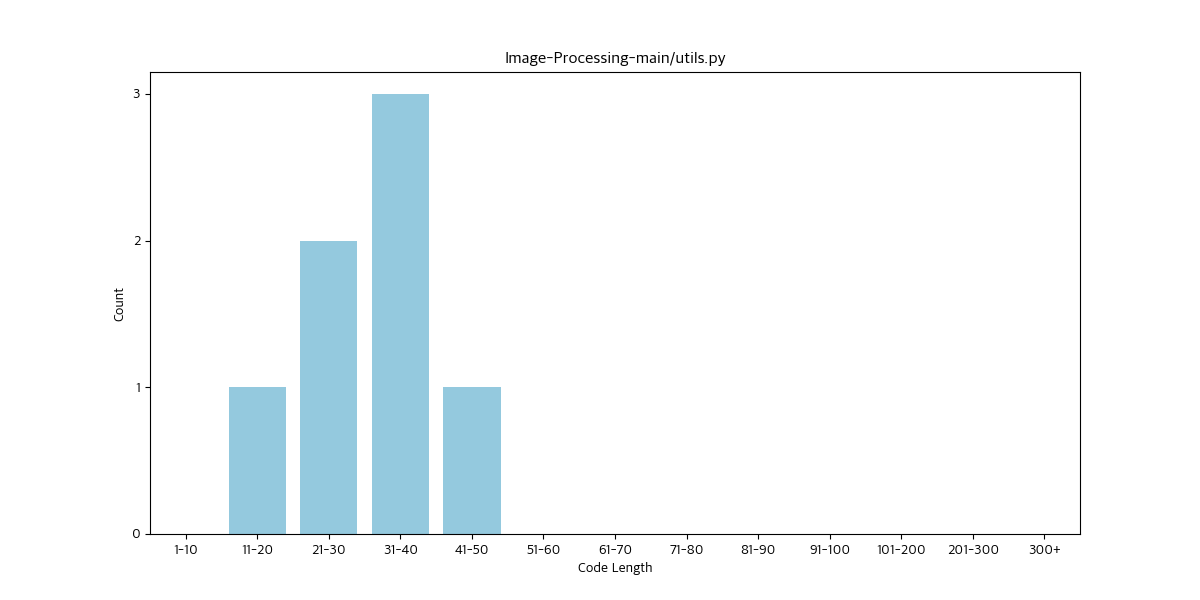 Image-Processing-main/utils.py
3
2
1
0
Count
1-10 11-20 21-30 31-40 41-50 51-60 61-70 71-80 81-90 91-100 101-200 201-300 300+
Code Length